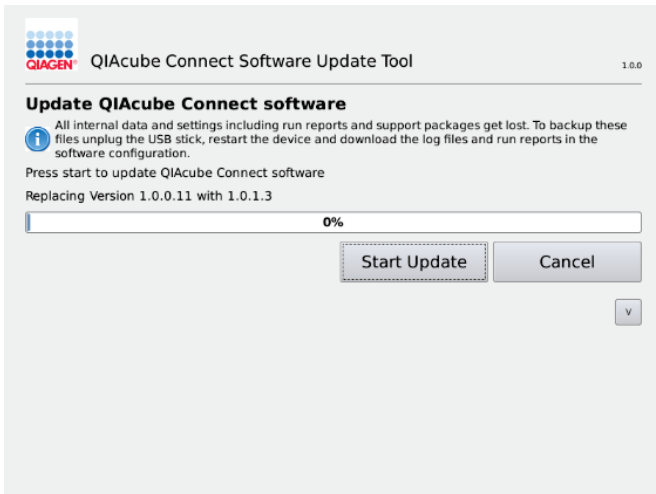 QIAGEN®
QIAcube Connect Software Update Tool
1.0.0
Update QIAcube Connect software
i
All internal data and settings including run reports and support packages get lost. To backup these
files unplug the USB stick, restart the device and download the log files and run reports in the
software configuration.
Press start to update QIAcube Connect software
Replacing Version 1.0.0.11 with 1.0.1.3
0%
Start Update
Cancel
v